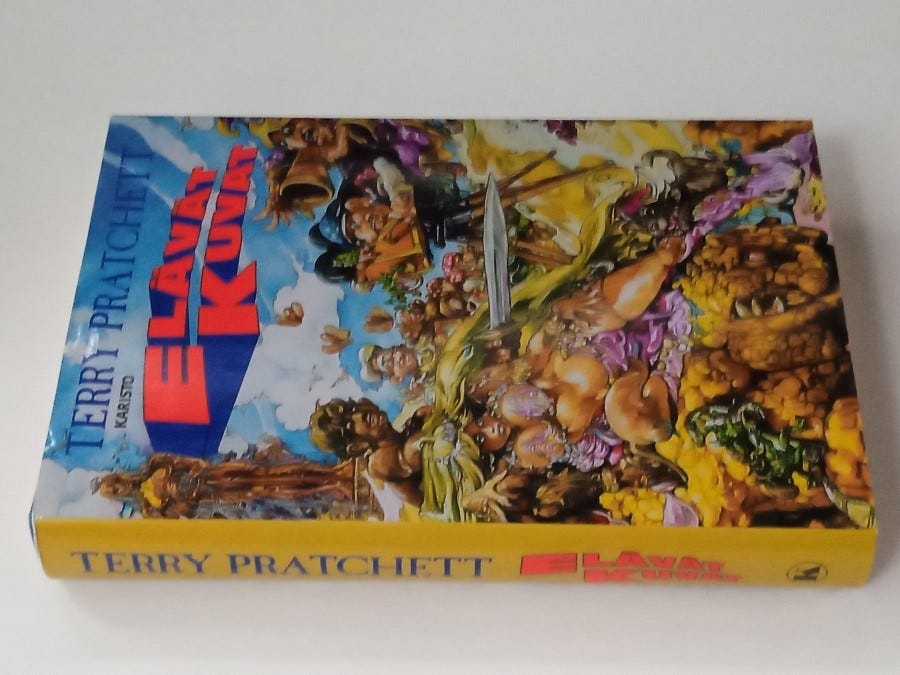 TERRY PRATCHETT
KARISTO
ELÄVÄT
KUVAT
TERRY PRATCHETT
ELÄVÄT
KUVAT
K